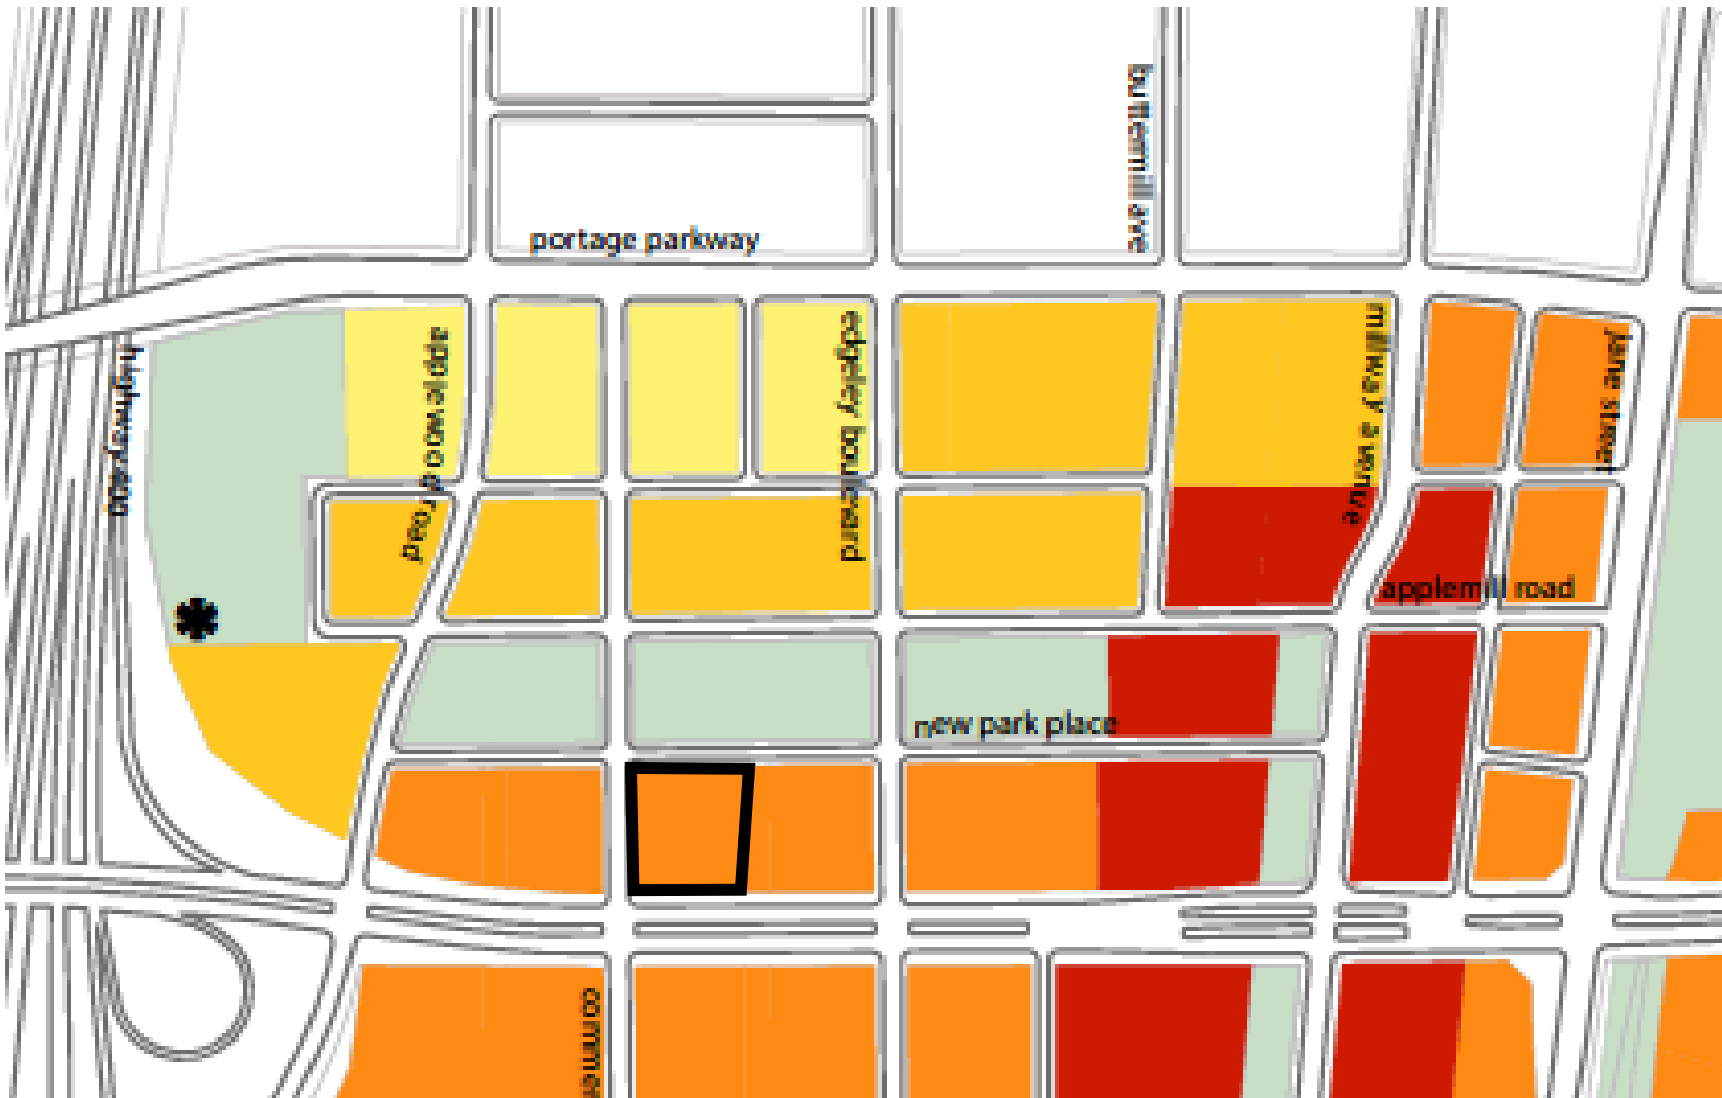 buttermill ave
portage parkway
highway 400
applewood road
edgeley boulevard
millway avenue
jane street
applemill road
new park place
commer